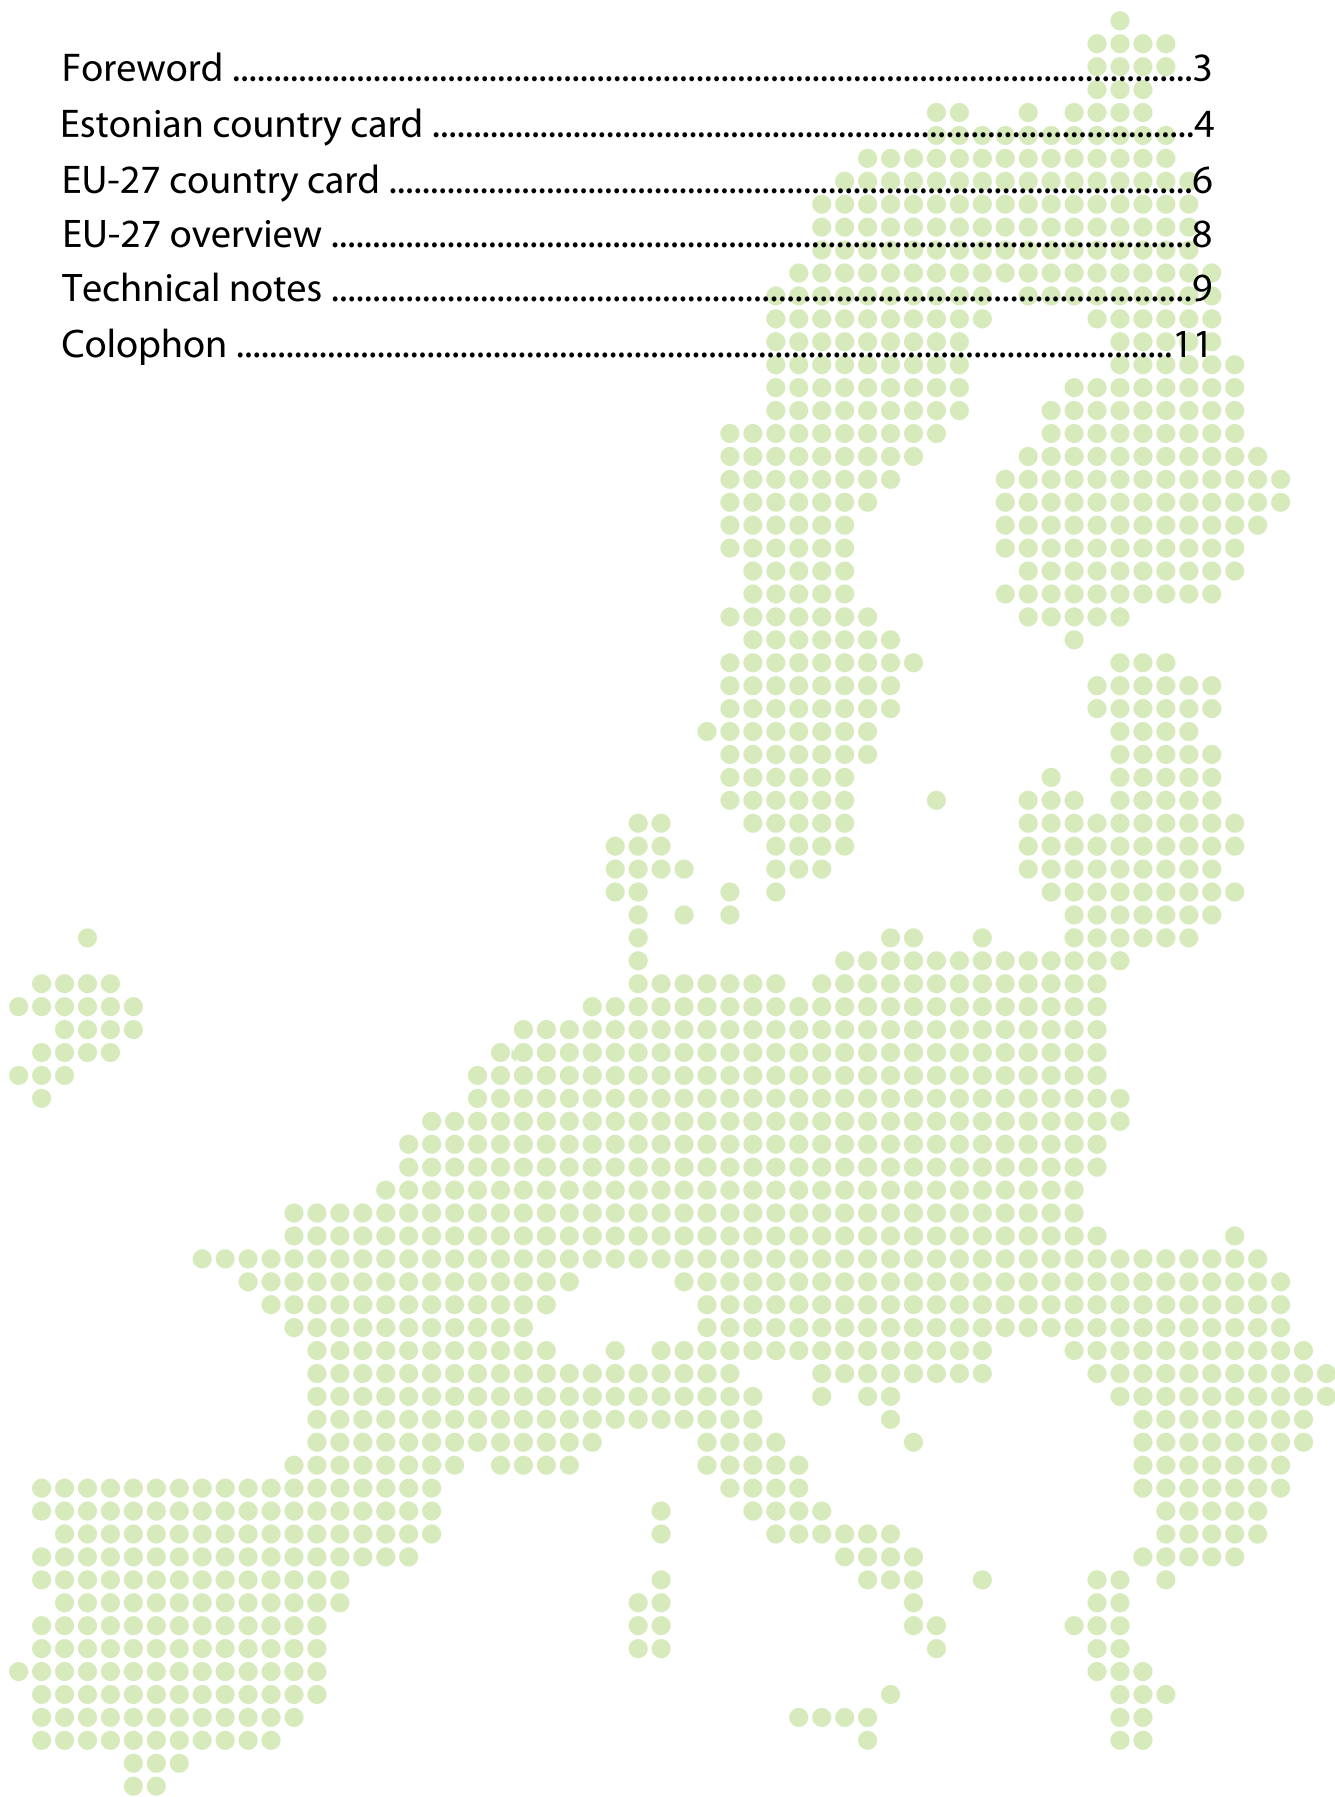 Foreword ........................................................................................................................ 3
Estonian country card ............................................................................................... 4
EU-27 country card .................................................................................................... 6
EU-27 overview .......................................................................................................... 8
Technical notes .......................................................................................................... 9
Colophon .................................................................................................................... 11